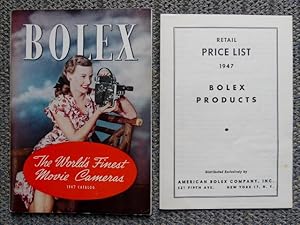 BOLEX
The World's Finest
Movie Cameras
1947 CATALOG
RETAIL
PRICE LIST
1947
BOLEX
PRODUCTS
Distributed Exclusively by
AMERICAN BOLEX COMPANY, INC.
521 FIFTH AVE. NEW YORK 17, N. Y.